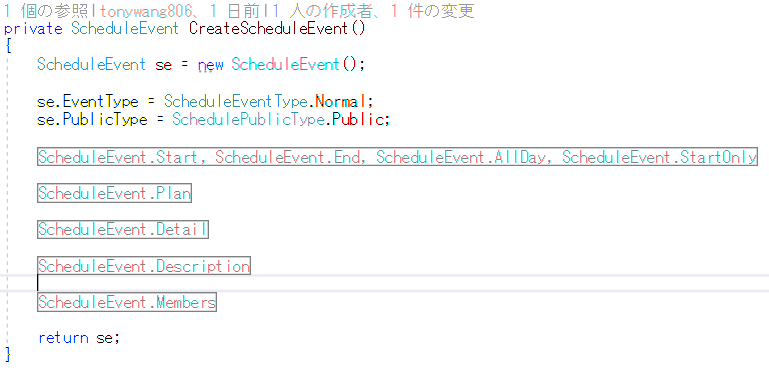 1 個の参照|tonywang806、1 日前|1 人の作成者、1 件の変更
private ScheduleEvent CreateScheduleEvent()
{
ScheduleEvent se = new ScheduleEvent();
se.EventType = ScheduleEventType.Normal;
se.PublicType = SchedulePublicType.Public;
ScheduleEvent.Start, ScheduleEvent.End, ScheduleEvent.AllDay, ScheduleEvent.StartOnly
ScheduleEvent.Plan
ScheduleEvent.Detail
ScheduleEvent.Description
ScheduleEvent.Members
return se;
}